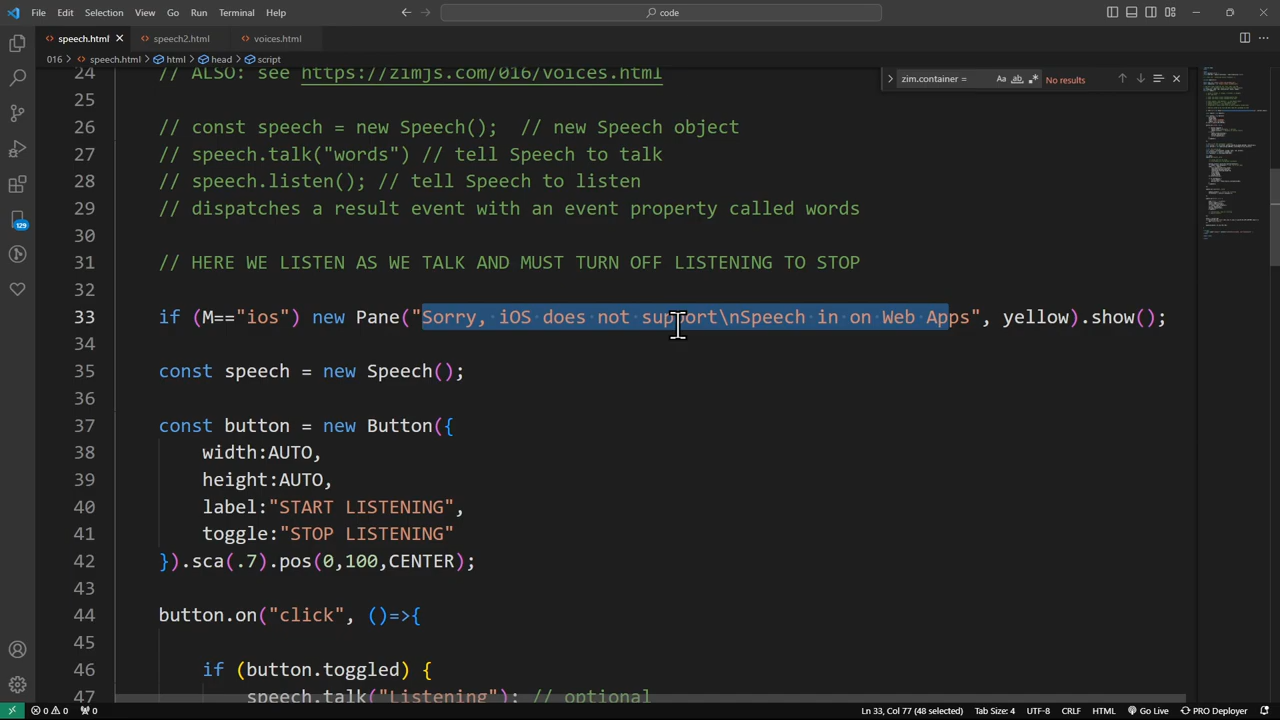 File Edit Selection View Go Run Terminal Help
code
speech.html speech2.html voices.html
016 > speech.html > html > head > script
zim.container = Aa ab .* No results
24 // ALSO: see https://zimjs.com/016/voices.html
25
26 // const speech = new Speech(); // new Speech object
27 // speech.talk("words") // tell speech to talk
28 // speech.listen(); // tell Speech to listen
29 // dispatches a result event with an event property called words
30
31 // HERE WE LISTEN AS WE TALK AND MUST TURN OFF LISTENING TO STOP
32
33 if (M=="ios") new Pane("Sorry, iOS does not support\nSpeech in on Web Apps", yellow).show();
34
35 const speech = new Speech();
36
37 const button = new Button({
38 width:AUTO,
39 height:AUTO,
40 label:"START LISTENING",
41 toggle:"STOP LISTENING"
42 }).sca(.7).pos(0,100,CENTER);
43
44 button.on("click", ()=>{
45
46 if (button.toggled) {
47 speech.talk("Listening"); // optional
129
0 0 0 Ln 33, Col 77 (48 selected) Tab Size: 4 UTF-8 CRLF HTML Go Live PRO Deployer